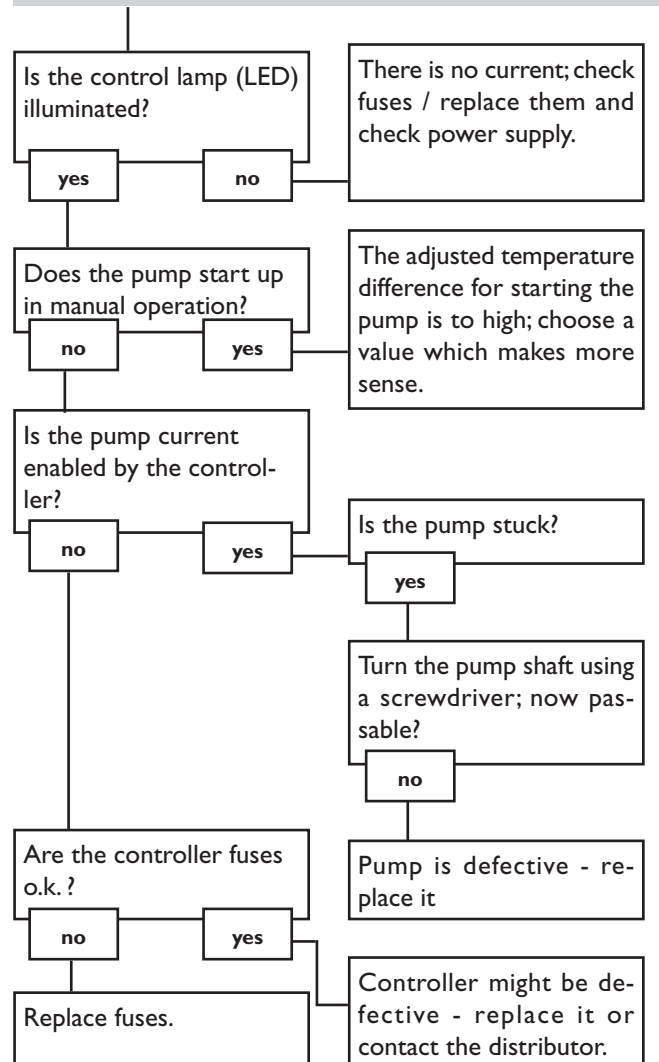 Is the control lamp (LED)
illuminated?
yes
no
There is no current; check
fuses / replace them and
check power supply.
Does the pump start up
in manual operation?
no
yes
The adjusted temperature
difference for starting the
pump is to high; choose a
value which makes more
sense.
Is the pump current
enabled by the control-
ler?
no
yes
Is the pump stuck?
yes
Turn the pump shaft using
a screwdriver; now pas-
sable?
no
Pump is defective - re-
place it
Are the controller fuses
o.k. ?
no
yes
Replace fuses.
Controller might be de-
fective - replace it or
contact the distributor.